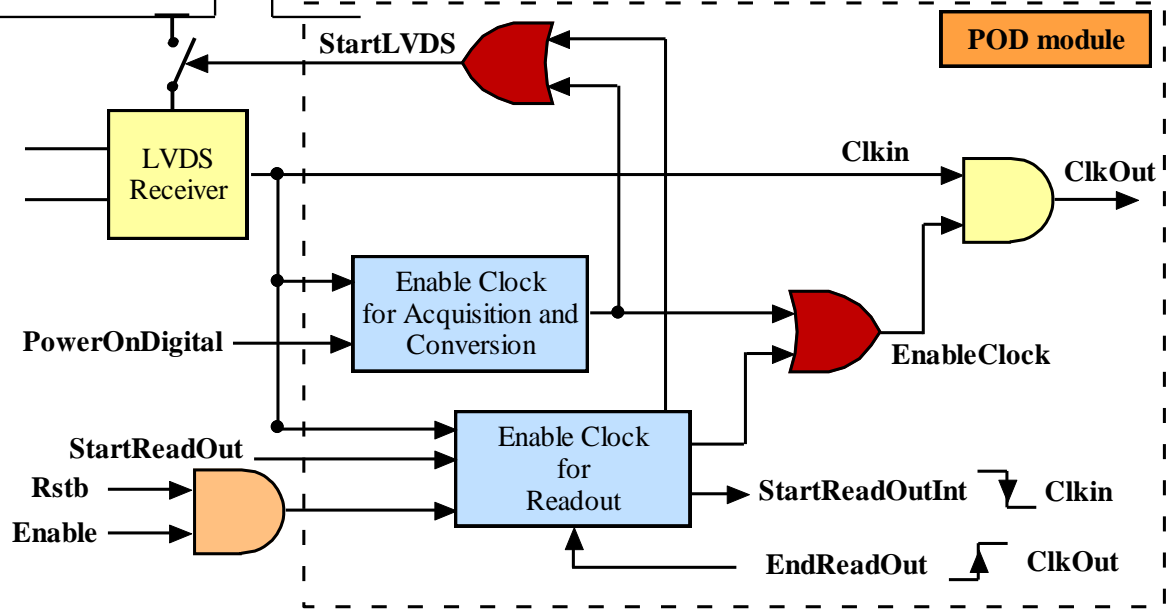 StartLVDS
POD module
LVDS
Receiver
Clkin
ClkOut
Enable Clock
for Acquisition and
Conversion
PowerOnDigital
EnableClock
Enable Clock
for
Readout
StartReadOut
Rstb
Enable
StartReadOutInt
Clkin
EndReadOut
ClkOut